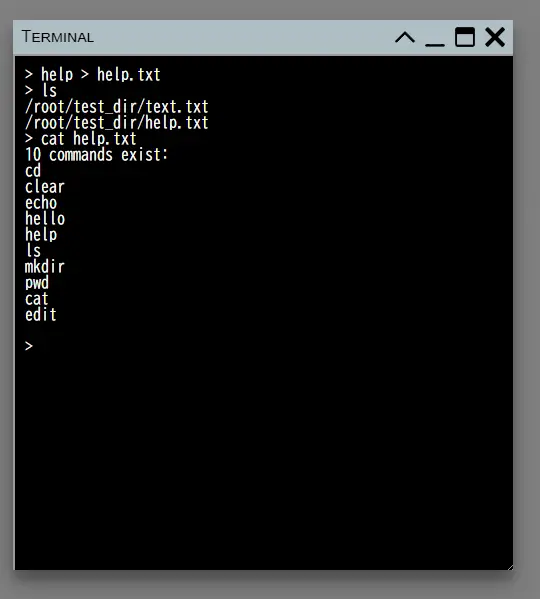 Terminal
> help > help.txt
> ls
/root/test_dir/text.txt
/root/test_dir/help.txt
> cat help.txt
10 commands exist:
cd
clear
echo
hello
help
ls
mkdir
pwd
cat
edit
>